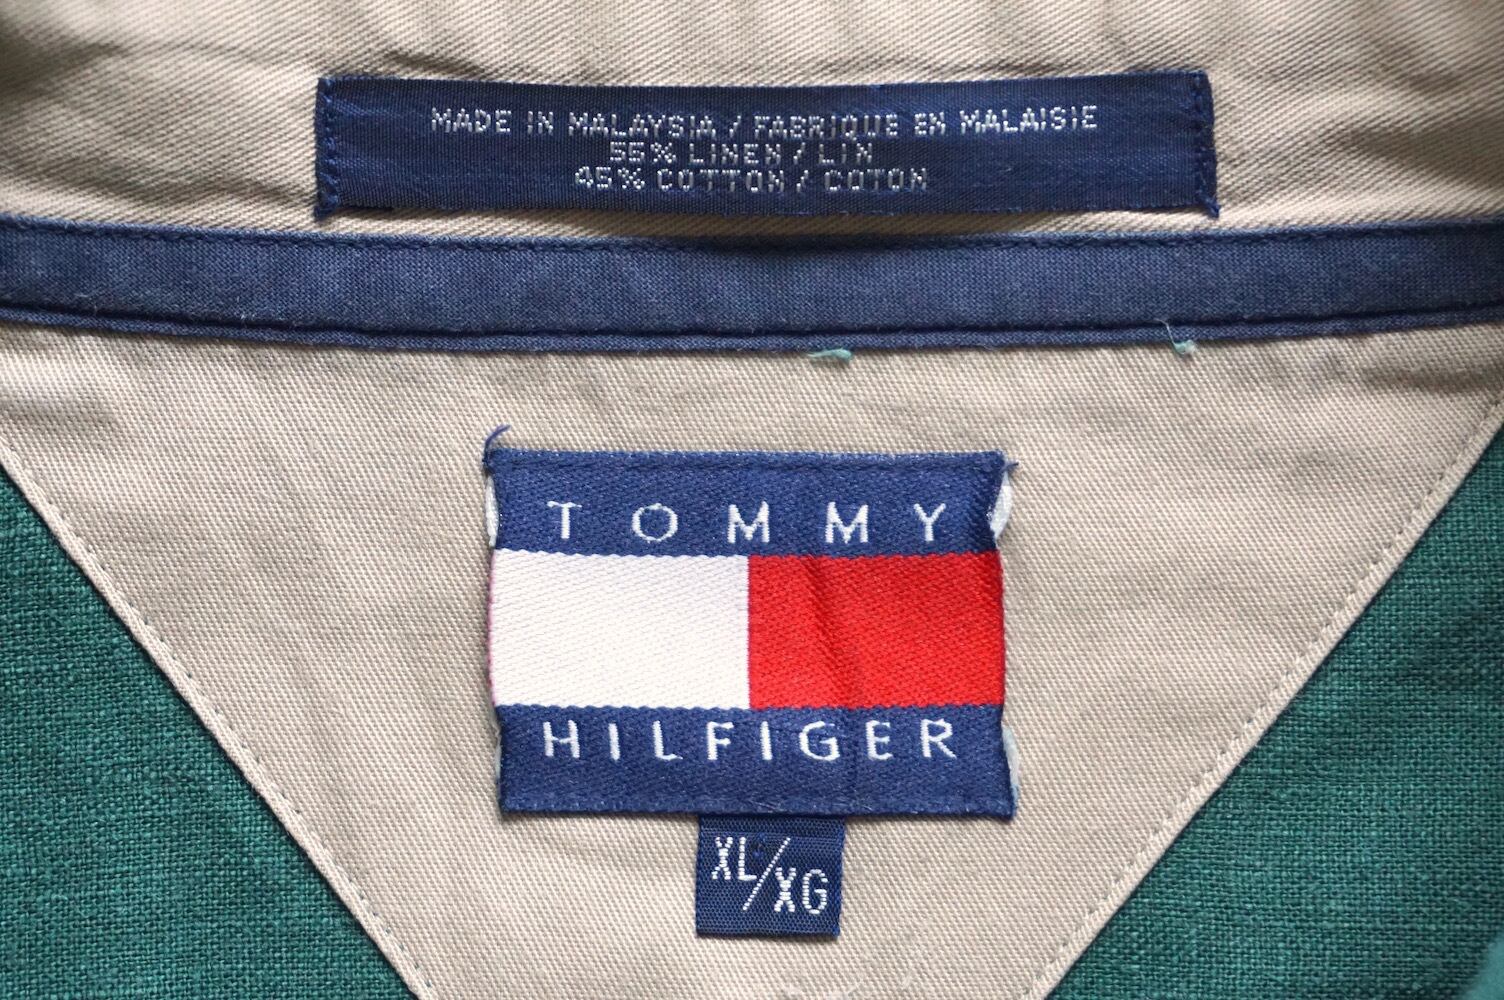 MADE IN MALAYSIA / FABRIQUE EN MALAISIE
55% LINEN / LIN
45% COTTON / COTON
TOMMY
HILFIGER
XL/XG